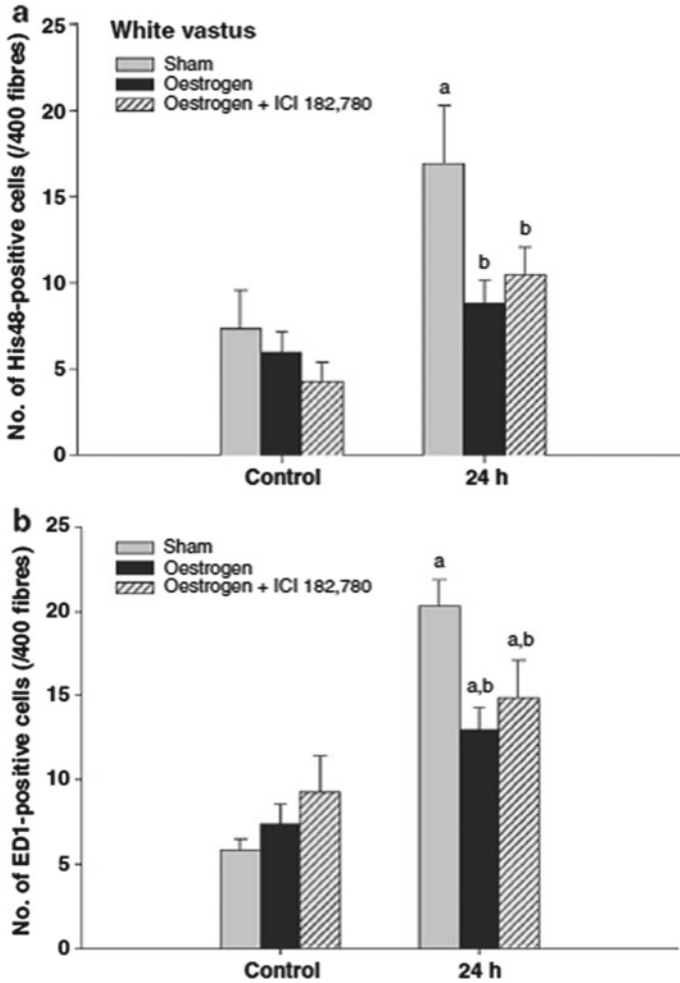 a
No. of His48-positive cells (/400 fibres)
25
20
15
10
5
0
White vastus
Sham
Oestrogen
Oestrogen + ICI 182,780
a
b
b
Control
24 h
b
No. of ED1-positive cells (/400 fibres)
25
20
15
10
5
0
Sham
Oestrogen
Oestrogen + ICI 182,780
a
a,b
a,b
Control
24 h